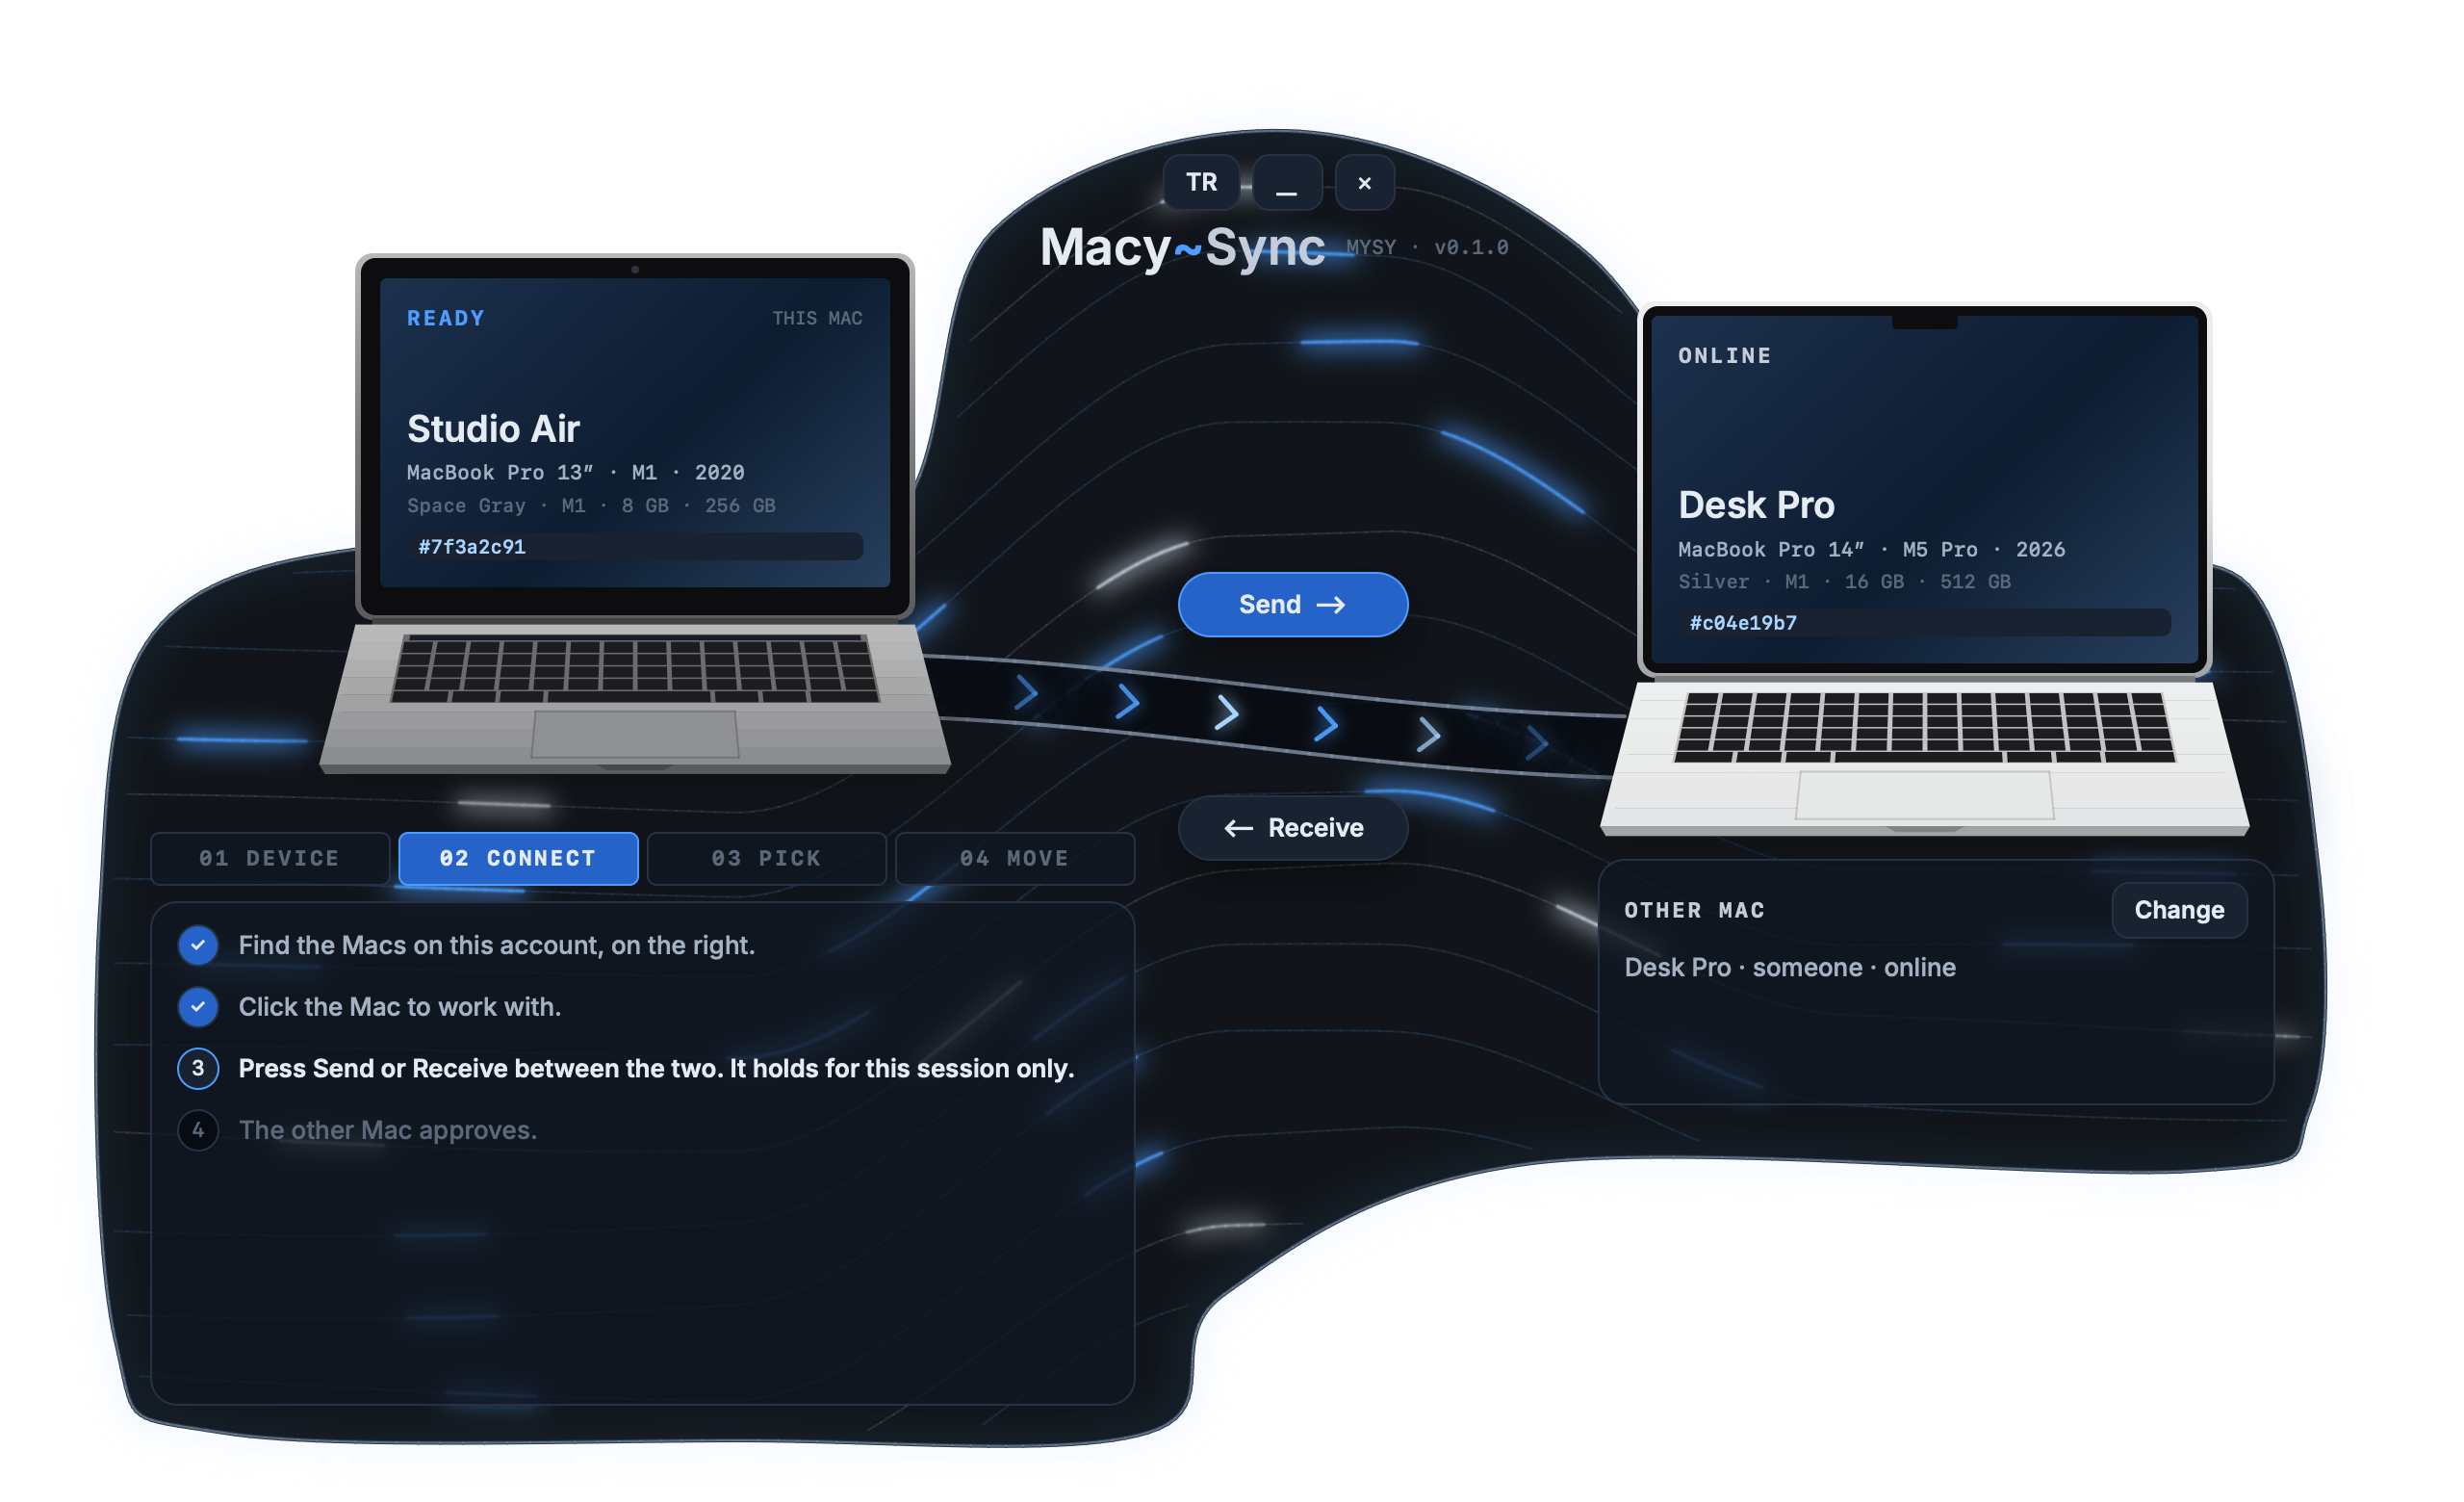 TR _ ×
Macy~Sync MYSY · v0.1.0
READY THIS MAC
Studio Air
MacBook Pro 13″ · M1 · 2020
Space Gray · M1 · 8 GB · 256 GB
#7f3a2c91
ONLINE
Desk Pro
MacBook Pro 14″ · M5 Pro · 2026
Silver · M1 · 16 GB · 512 GB
#c04e19b7
Send →
← Receive
01 DEVICE 02 CONNECT 03 PICK 04 MOVE
✓ Find the Macs on this account, on the right.
✓ Click the Mac to work with.
3 Press Send or Receive between the two. It holds for this session only.
4 The other Mac approves.
OTHER MAC Change
Desk Pro · someone · online